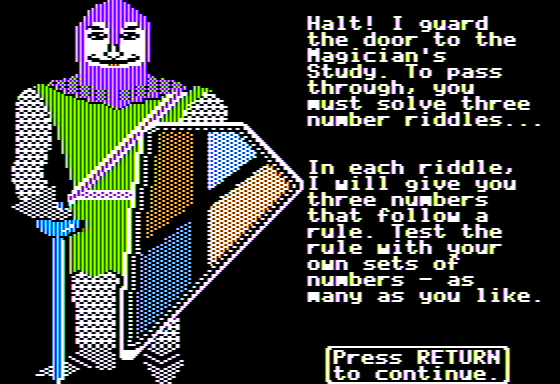 Halt! I guard
the door to the
Magician's
Study. To pass
through, you
must solve three
number riddles...
In each riddle,
I will give you
three numbers
that follow a
rule. Test the
rule with your
own sets of
numbers - as
many as you like.
Press RETURN
to continue.